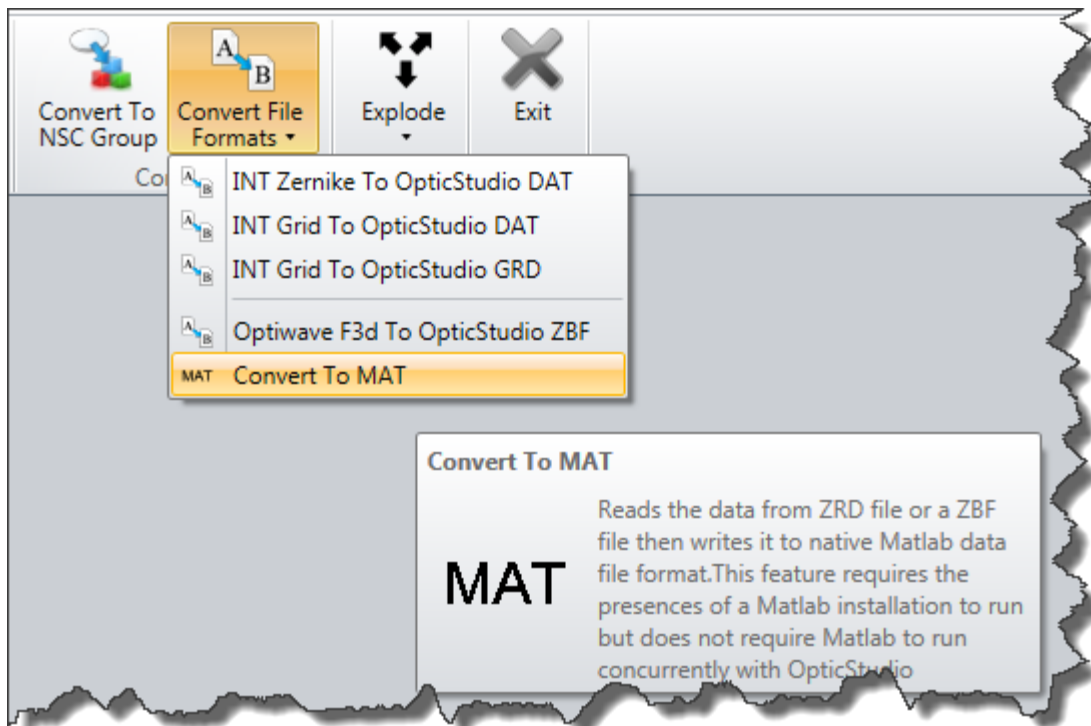 Convert To
NSC Group
A
B
Convert File
Formats
Explode
Exit
Co
A B INT Zernike To OpticStudio DAT
A B INT Grid To OpticStudio DAT
A B INT Grid To OpticStudio GRD
A B Optiwave F3d To OpticStudio ZBF
MAT Convert To MAT
Convert To MAT
MAT
Reads the data from ZRD file or a ZBF
file then writes it to native Matlab data
file format.This feature requires the
presences of a Matlab installation to run
but does not require Matlab to run
concurrently with OpticStudio